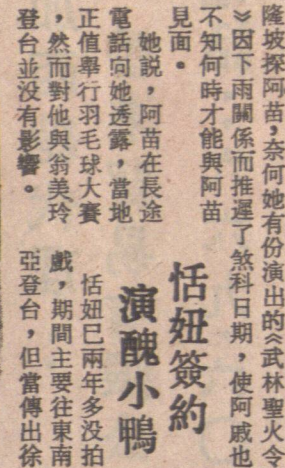 隆坡探阿苗，奈何她有份演出的《武林聖火令
》因下雨關係而推遲了煞科日期，使阿戚也
不知何時才能與阿苗
見面。
她説，阿苗在長途
電話向她透露，當地
正值舉行羽毛球大賽
，然而對他與翁美玲
登台並没有影響。
恬妞簽約
演醜小鴨
恬妞已兩年多没拍
戲，期間主要往東南
亞登台，但當傳出徐